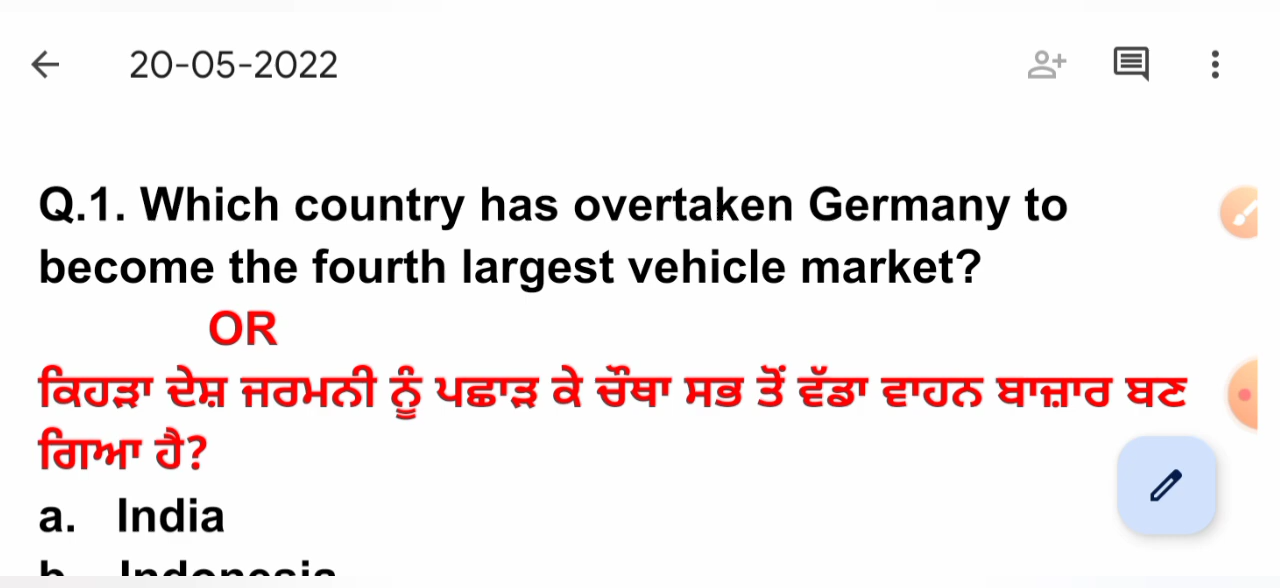 20-05-2022
Q.1. Which country has overtaken Germany to
become the fourth largest vehicle market?
OR
ਕਿਹੜਾ ਦੇਸ਼ ਜਰਮਨੀ ਨੂੰ ਪਛਾੜ ਕੇ ਚੌਥਾ ਸਭ ਤੋਂ ਵੱਡਾ ਵਾਹਨ ਬਾਜ਼ਾਰ ਬਣ
ਗਿਆ ਹੈ?
a. India
b. Indonesia